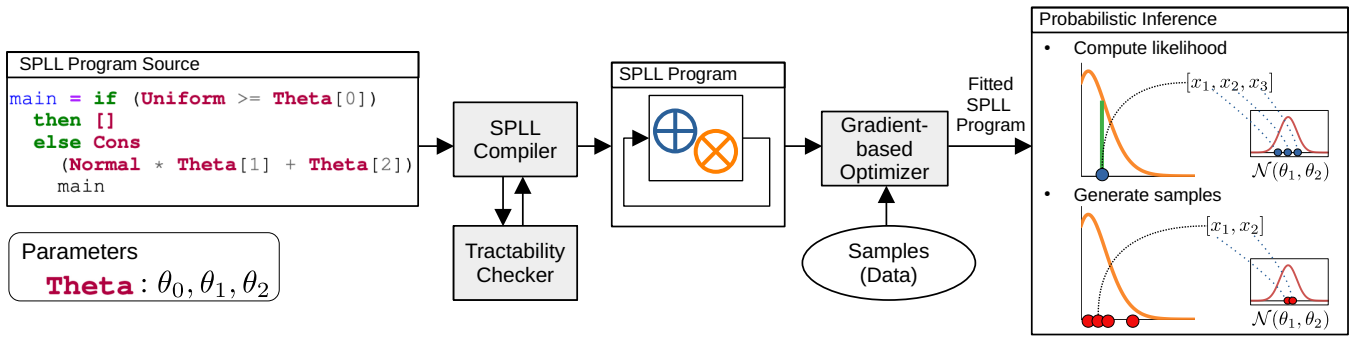 SPLL Program Source
main = if (Uniform >= Theta[0])
then []
else Cons
(Normal * Theta[1] + Theta[2])
main
Parameters
Theta : θ₀, θ₁, θ₂
SPLL
Compiler
Tractability
Checker
SPLL Program
Gradient-
based
Optimizer
Samples
(Data)
Fitted
SPLL
Program
Probabilistic Inference
• Compute likelihood
[x₁, x₂, x₃]
𝒩(θ₁, θ₂)
• Generate samples
[x₁, x₂]
𝒩(θ₁, θ₂)